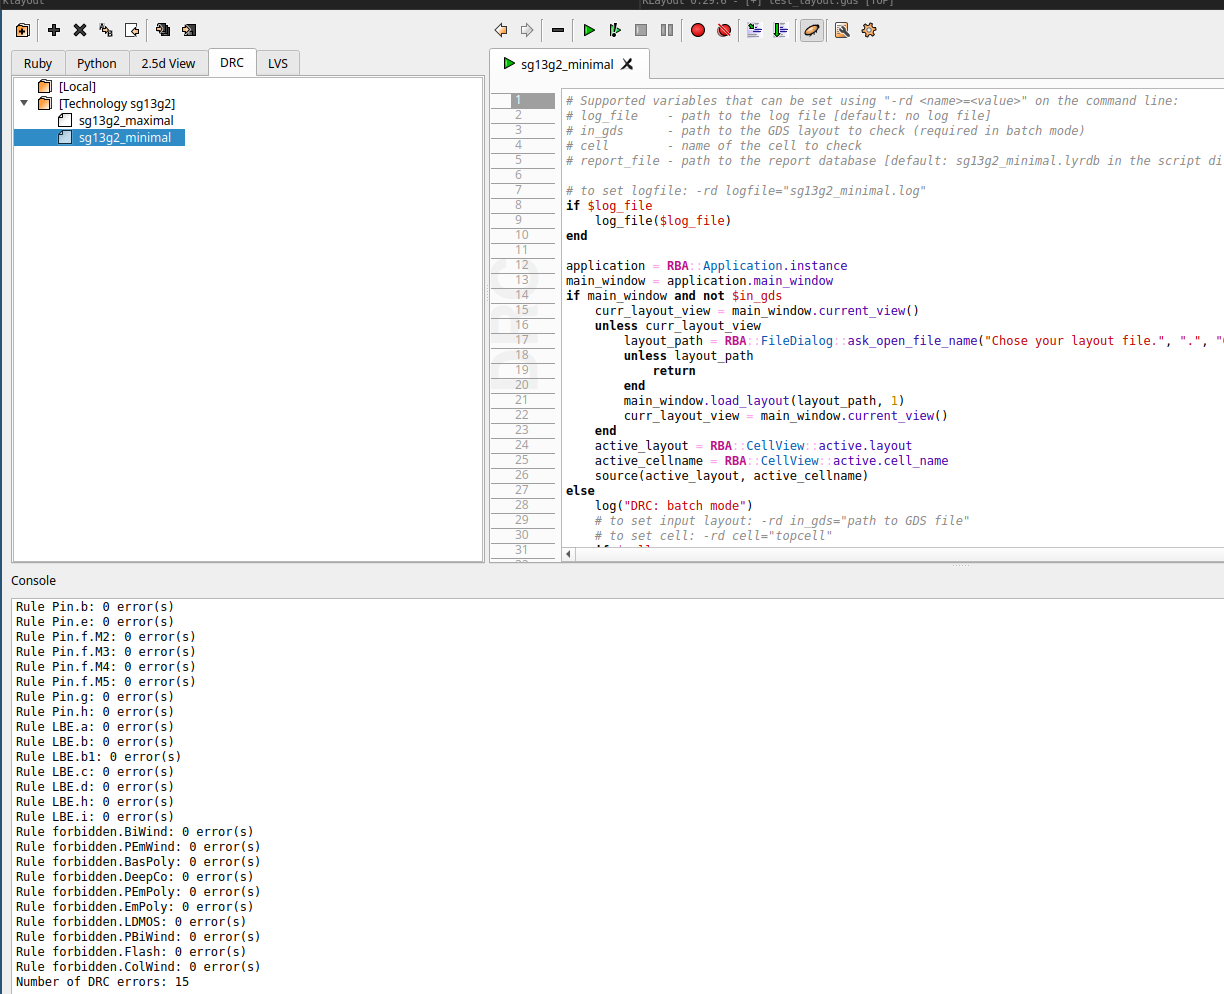 klayout
KLayout 0.29.6 - [+] test_layout.gds [TOP]
Ruby
Python
2.5d View
DRC
LVS
[Local]
[Technology sg13g2]
sg13g2_maximal
sg13g2_minimal
sg13g2_minimal
DRC
1 # Supported variables that can be set using "-rd <name>=<value>" on the command line:
2 # log_file    - path to the log file [default: no log file]
3 # in_gds      - path to the GDS layout to check (required in batch mode)
4 # cell        - name of the cell to check
5 # report_file - path to the report database [default: sg13g2_minimal.lyrdb in the script di
6
7 # to set logfile: -rd logfile="sg13g2_minimal.log"
8 if $log_file
9     log_file($log_file)
10 end
11
12 application = RBA::Application.instance
13 main_window = application.main_window
14 if main_window and not $in_gds
15     curr_layout_view = main_window.current_view()
16     unless curr_layout_view
17         layout_path = RBA::FileDialog::ask_open_file_name("Chose your layout file.", ".", "
18         unless layout_path
19             return
20         end
21         main_window.load_layout(layout_path, 1)
22         curr_layout_view = main_window.current_view()
23     end
24     active_layout = RBA::CellView::active.layout
25     active_cellname = RBA::CellView::active.cell_name
26     source(active_layout, active_cellname)
27 else
28     log("DRC: batch mode")
29     # to set input layout: -rd in_gds="path to GDS file"
30     # to set cell: -rd cell="topcell"
31
Console
Rule Pin.b: 0 error(s)
Rule Pin.e: 0 error(s)
Rule Pin.f.M2: 0 error(s)
Rule Pin.f.M3: 0 error(s)
Rule Pin.f.M4: 0 error(s)
Rule Pin.f.M5: 0 error(s)
Rule Pin.g: 0 error(s)
Rule Pin.h: 0 error(s)
Rule LBE.a: 0 error(s)
Rule LBE.b: 0 error(s)
Rule LBE.b1: 0 error(s)
Rule LBE.c: 0 error(s)
Rule LBE.d: 0 error(s)
Rule LBE.h: 0 error(s)
Rule LBE.i: 0 error(s)
Rule forbidden.BiWind: 0 error(s)
Rule forbidden.PEmWind: 0 error(s)
Rule forbidden.BasPoly: 0 error(s)
Rule forbidden.DeepCo: 0 error(s)
Rule forbidden.PEmPoly: 0 error(s)
Rule forbidden.EmPoly: 0 error(s)
Rule forbidden.LDMOS: 0 error(s)
Rule forbidden.PBiWind: 0 error(s)
Rule forbidden.Flash: 0 error(s)
Rule forbidden.ColWind: 0 error(s)
Number of DRC errors: 15